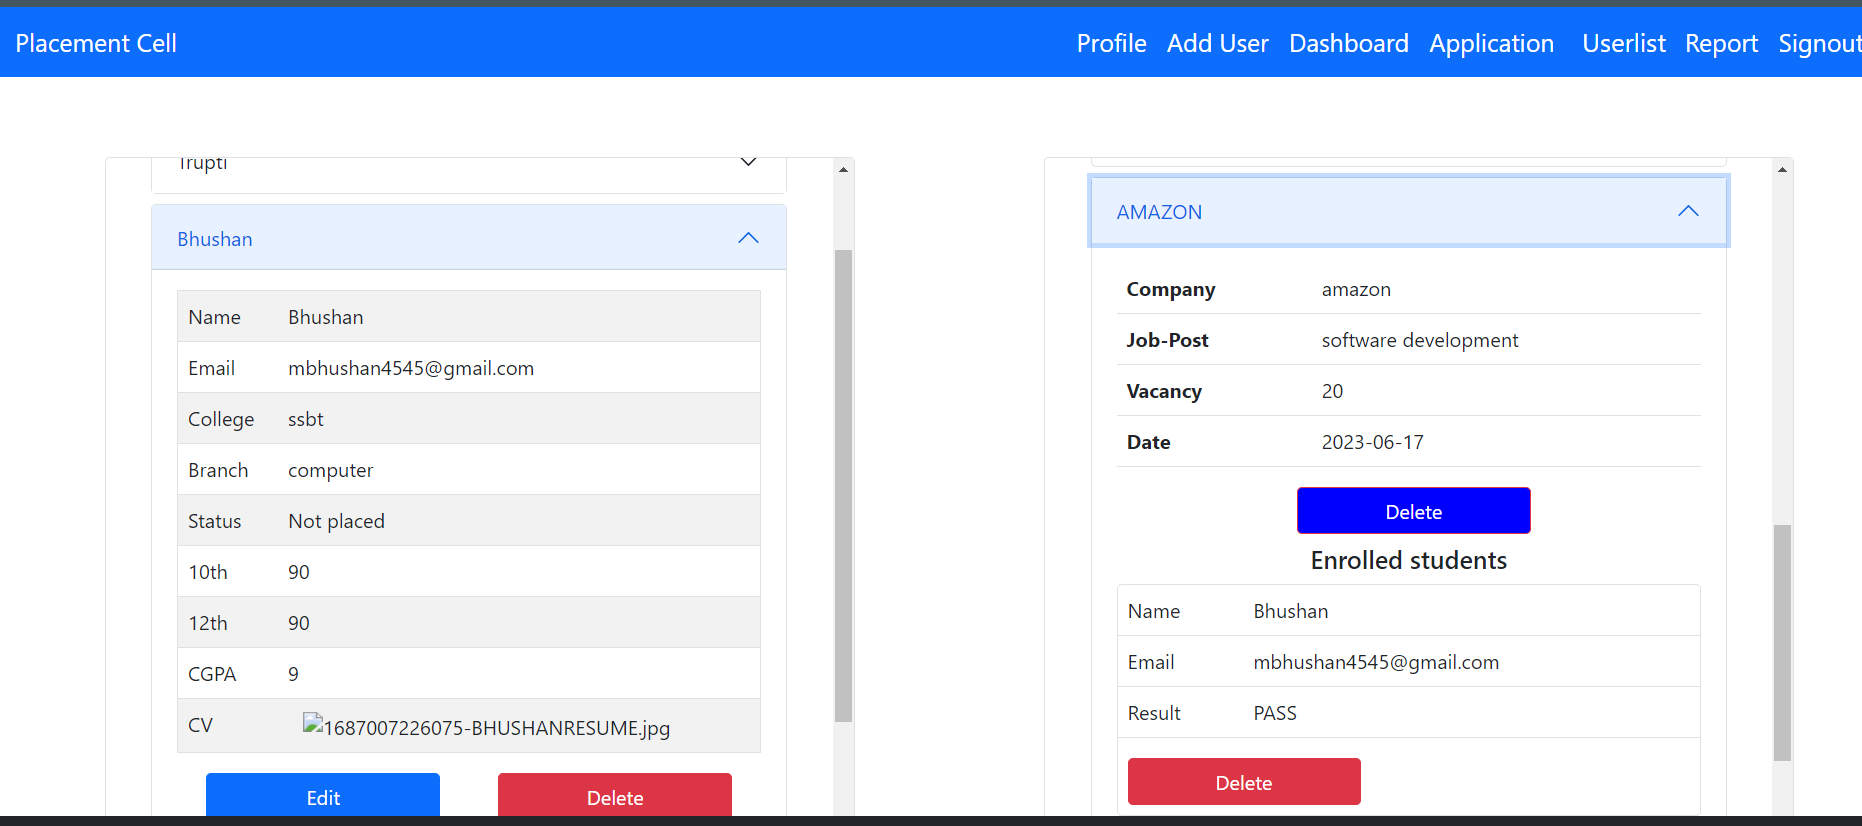 Placement Cell Profile Add User Dashboard Application Userlist Report Signout
Trupti
Bhushan
Name Bhushan
Email mbhushan4545@gmail.com
College ssbt
Branch computer
Status Not placed
10th 90
12th 90
CGPA 9
CV 1687007226075-BHUSHANRESUME.jpg
Edit Delete
AMAZON
Company amazon
Job-Post software development
Vacancy 20
Date 2023-06-17
Delete
Enrolled students
Name Bhushan
Email mbhushan4545@gmail.com
Result PASS
Delete